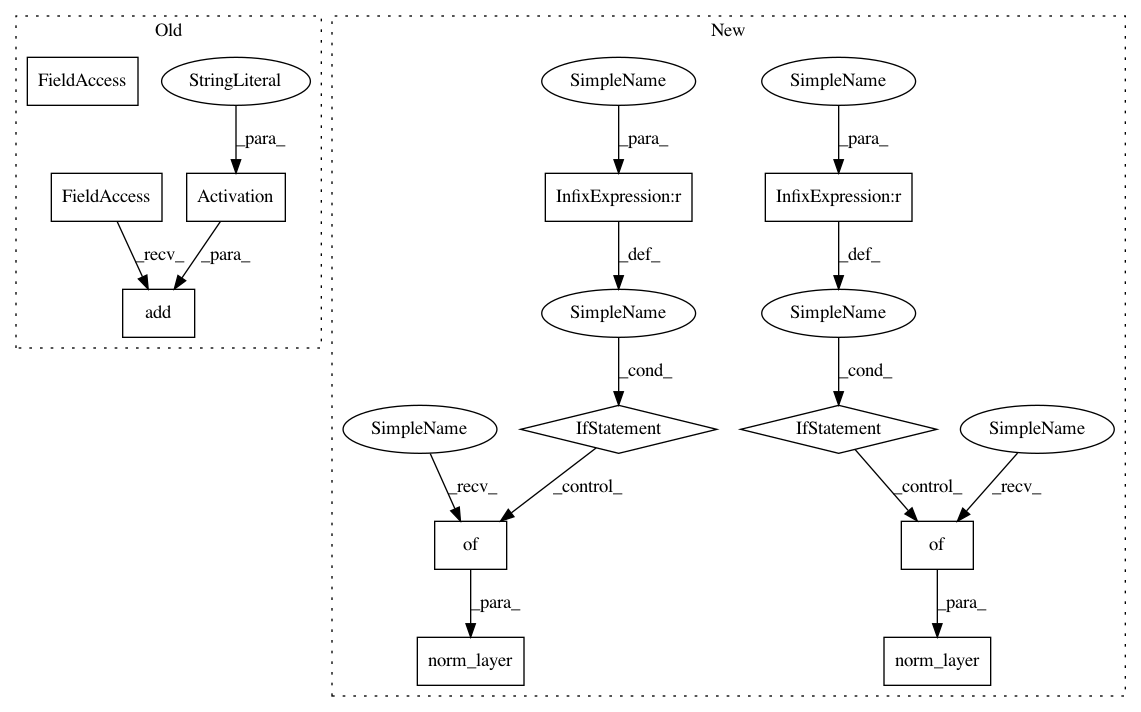 Old
New
FieldAccess
StringLiteral
SimpleName
SimpleName
_para_
_para_
_para_
FieldAccess
Activation
InfixExpression:r
InfixExpression:r
_recv_
_para_
_def_
_def_
add
SimpleName
SimpleName
_cond_
_cond_
SimpleName
IfStatement
IfStatement
SimpleName
_recv_
_control_
_control_
_recv_
of
of
_para_
_para_
norm_layer
norm_layer